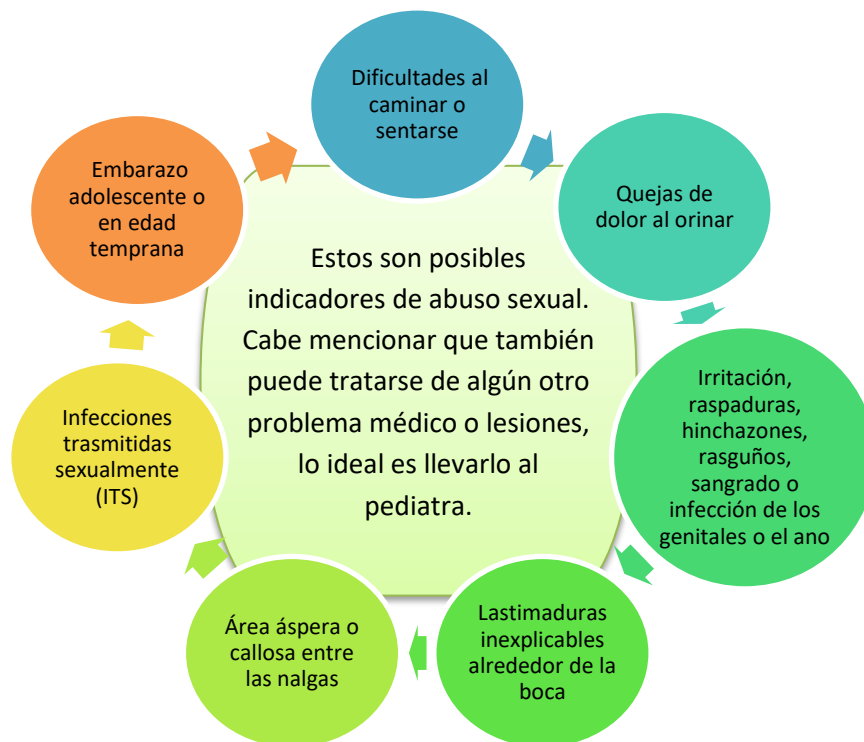 Dificultades al
caminar o
sentarse
Quejas de
dolor al orinar
Irritación,
raspaduras,
hinchazones,
rasguños,
sangrado o
infección de los
genitales o el ano
Lastimaduras
inexplicables
alrededor de la
boca
Área áspera o
callosa entre
las nalgas
Infecciones
trasmitidas
sexualmente
(ITS)
Embarazo
adolescente o
en edad
temprana
Estos son posibles
indicadores de abuso sexual.
Cabe mencionar que también
puede tratarse de algún otro
problema médico o lesiones,
lo ideal es llevarlo al
pediatra.